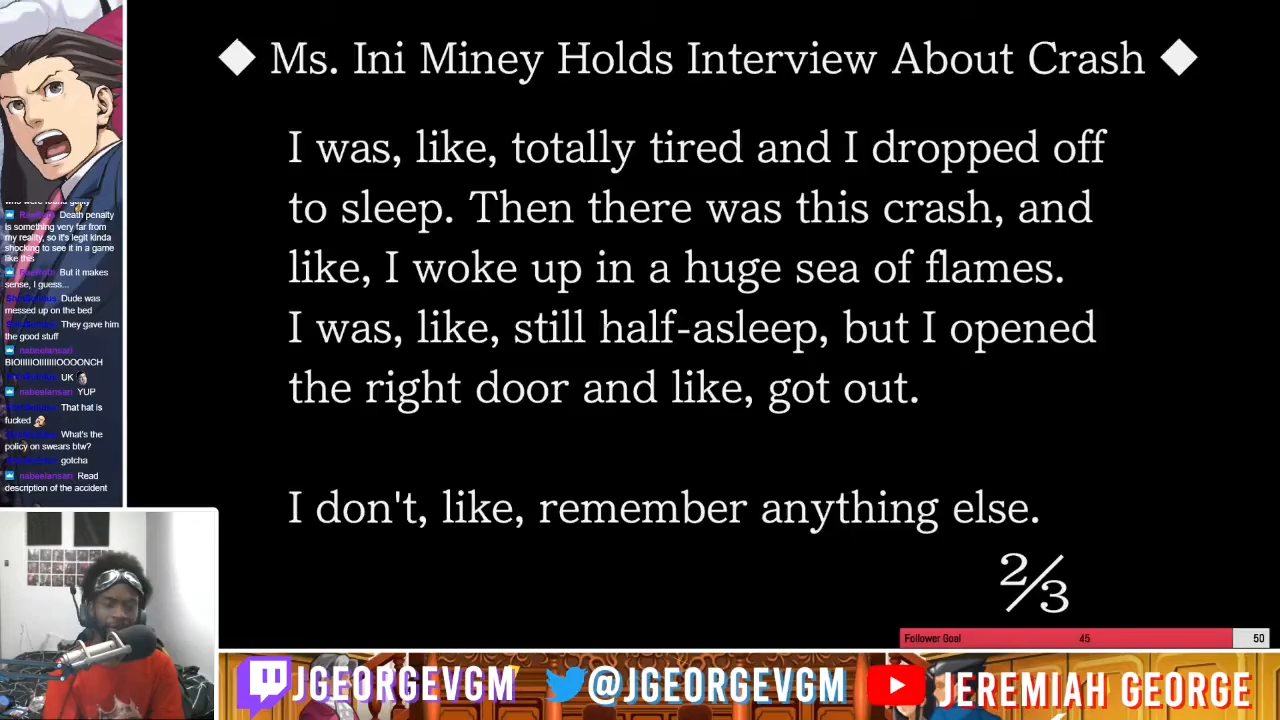 ◆ Ms. Ini Miney Holds Interview About Crash ◆
I was, like, totally tired and I dropped off
to sleep. Then there was this crash, and
like, I woke up in a huge sea of flames.
I was, like, still half-asleep, but I opened
the right door and like, got out.
I don't, like, remember anything else.
2/3
Death penalty
is something very far from
my reality, so it's legit kinda
shocking to see it in a game
like this
But it makes
sense, I guess...
Dude was
messed up on the bed
They gave him
the good stuff
nabeelansari
BIOIIIIIOIIIIIIIOOOONCH
UK
nabeelansari YUP
That hat is
fucked
What's the
policy on swears btw?
gotcha
nabeelansari Read
description of the accident
Follower Goal 45 50
JGEORGEVGM @JGEORGEVGM JEREMIAH GEORGE